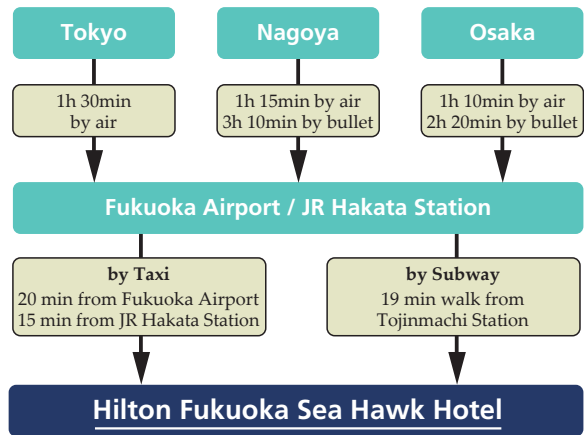 Tokyo
Nagoya
Osaka
1h 30min
by air
1h 15min by air
3h 10min by bullet
1h 10min by air
2h 20min by bullet
Fukuoka Airport / JR Hakata Station
by Taxi
20 min from Fukuoka Airport
15 min from JR Hakata Station
by Subway
19 min walk from
Tojinmachi Station
Hilton Fukuoka Sea Hawk Hotel